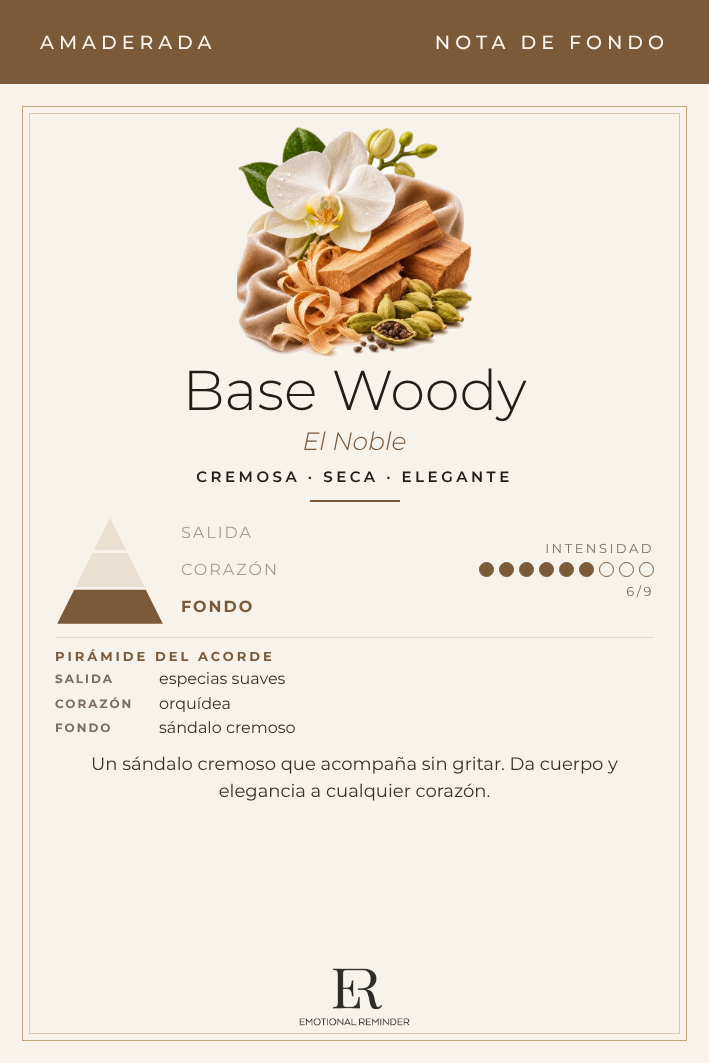 AMADERADA
NOTA DE FONDO
Base Woody
El Noble
CREMOSA · SECA · ELEGANTE
SALIDA
CORAZÓN
FONDO
INTENSIDAD
6/9
PIRÁMIDE DEL ACORDE
SALIDA especias suaves
CORAZÓN orquídea
FONDO sándalo cremoso
Un sándalo cremoso que acompaña sin gritar. Da cuerpo y
elegancia a cualquier corazón.
ER
EMOTIONAL REMINDER